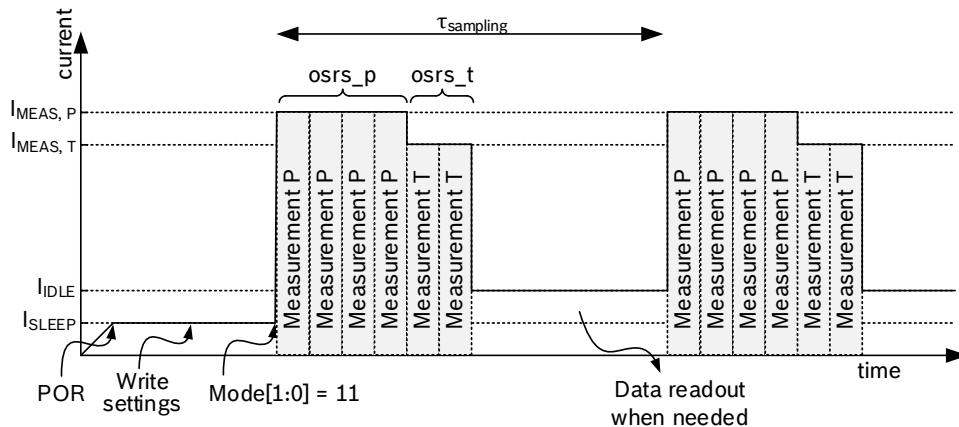 τsampling
current
osrs_p
osrs_t
IMEAS, P
IMEAS, T
Measurement P
Measurement P
Measurement P
Measurement P
Measurement T
Measurement T
Measurement P
Measurement P
Measurement P
Measurement P
Measurement T
Measurement T
IIDLE
ISLEEP
time
POR
Write
settings
Mode[1:0] = 11
Data readout
when needed